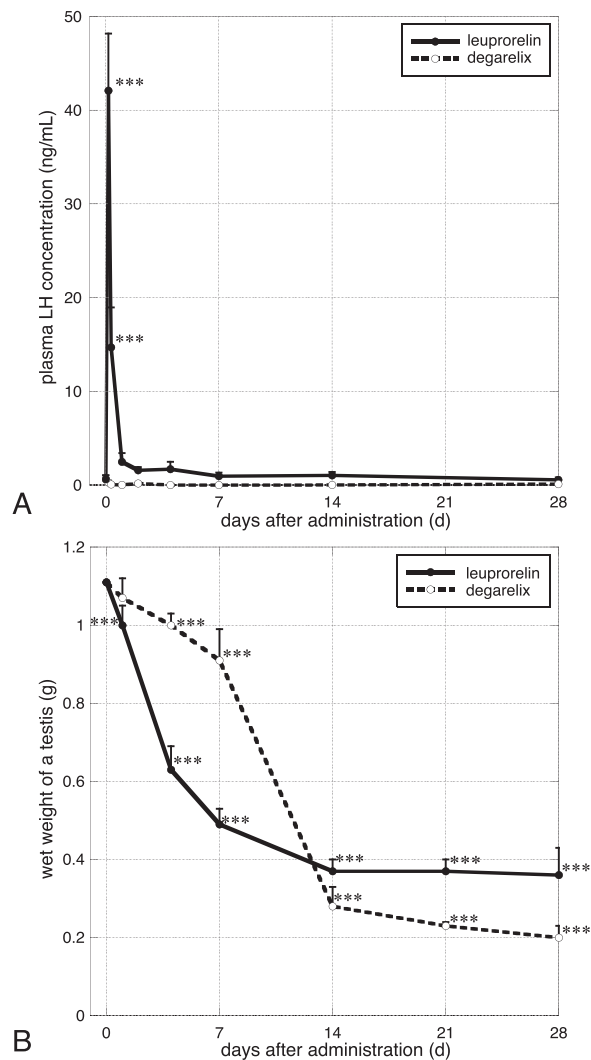 50
40
30
20
10
0
plasma LH concentration (ng/mL)
leuprorelin
degarelix
***
***
0 7 14 21 28
days after administration (d)
A
1.2
1
0.8
0.6
0.4
0.2
0
wet weight of a testis (g)
leuprorelin
degarelix
***
***
***
***
***
***
***
***
***
***
0 7 14 21 28
days after administration (d)
B